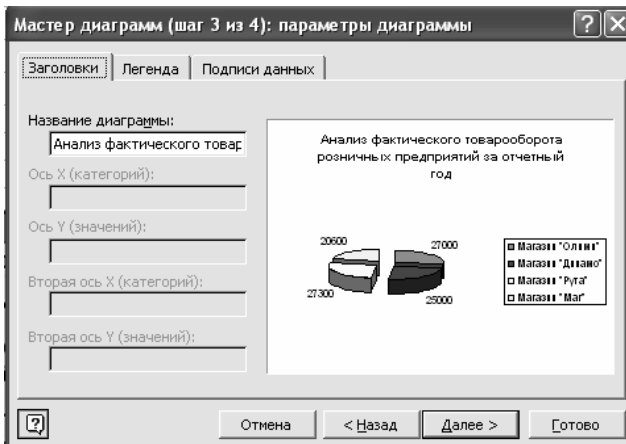 Мастер диаграмм (шаг 3 из 4): параметры диаграммы
Заголовки
Легенда
Подписи данных
Название диаграммы:
Анализ фактического товар
Ось X (категорий):
Ось Y (значений):
Вторая ось X (категорий):
Вторая ось Y (значений):
Анализ фактического товарооборота
розничных предприятий за отчетный
год
20600
27000
27300
25000
Магазин "Олимп"
Магазин "Динамо"
Магазин "Рута"
Магазин "Маг"
Отмена
< Назад
Далее >
Готово